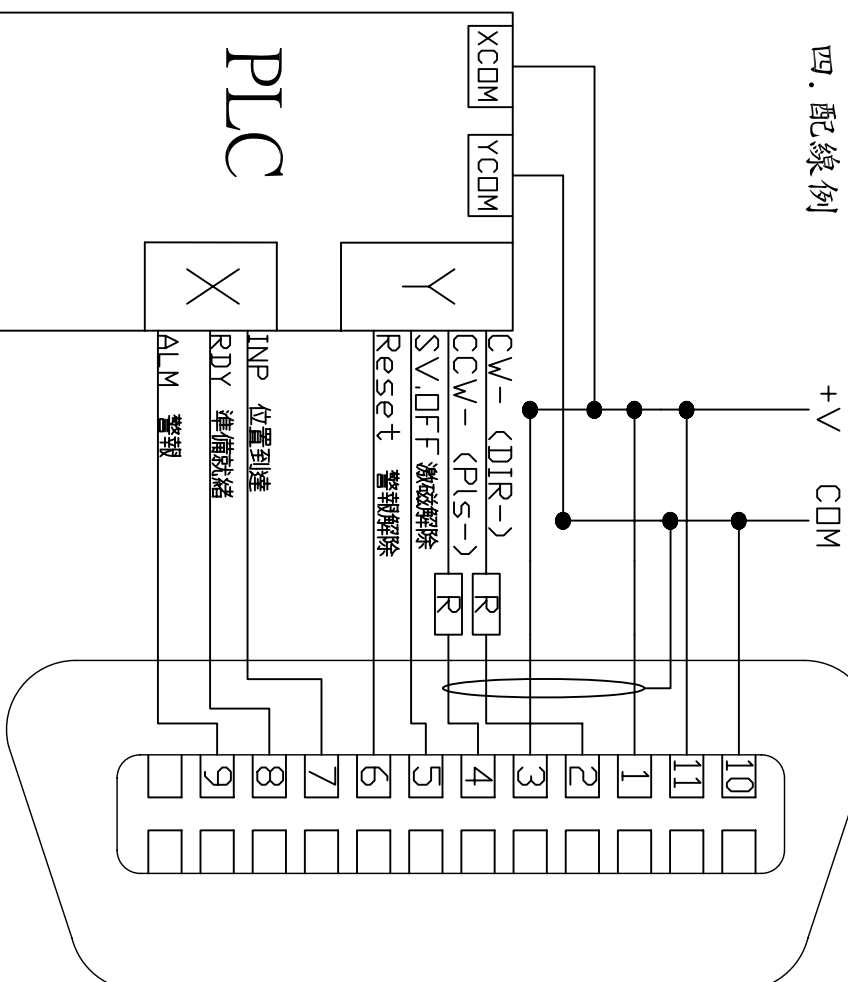 四. 配線例
+V
COM
XCOM
YCOM
PLC
Y
X
CW- (DIR-)
CCW- (Pls-)
SV.OFF 激磁解除
Reset 警報解除
INP 位置到達
RDY 準備就緒
ALM 警報
R
R
10
11
1
2
3
4
5
6
7
8
9